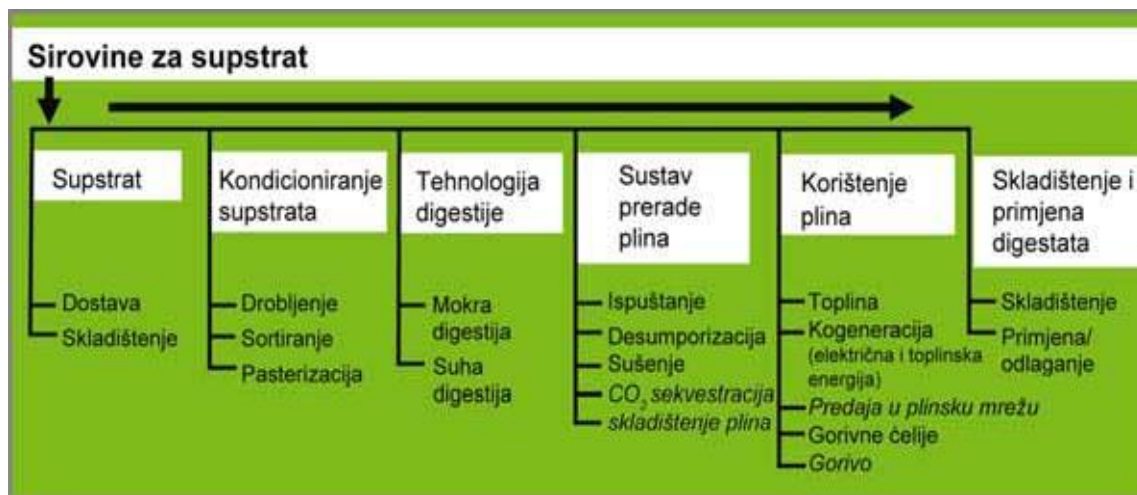 Sirovine za supstrat
Supstrat
Dostava
Skladištenje
Kondicioniranje
supstrata
Drobljenje
Sortiranje
Pasterizacija
Tehnologija
digestije
Mokra
digestija
Suha
digestija
Sustav
prerade
plina
Ispuštanje
Desumporizacija
Sušenje
CO₂ sekvestracija
skladištenje plina
Korištenje
plina
Toplina
Kogeneracija
(električna i toplinska
energija)
Predaja u plinsku mrežu
Gorivne ćelije
Gorivo
Skladištenje i
primjena
digestata
Skladištenje
Primjena/
odlaganje